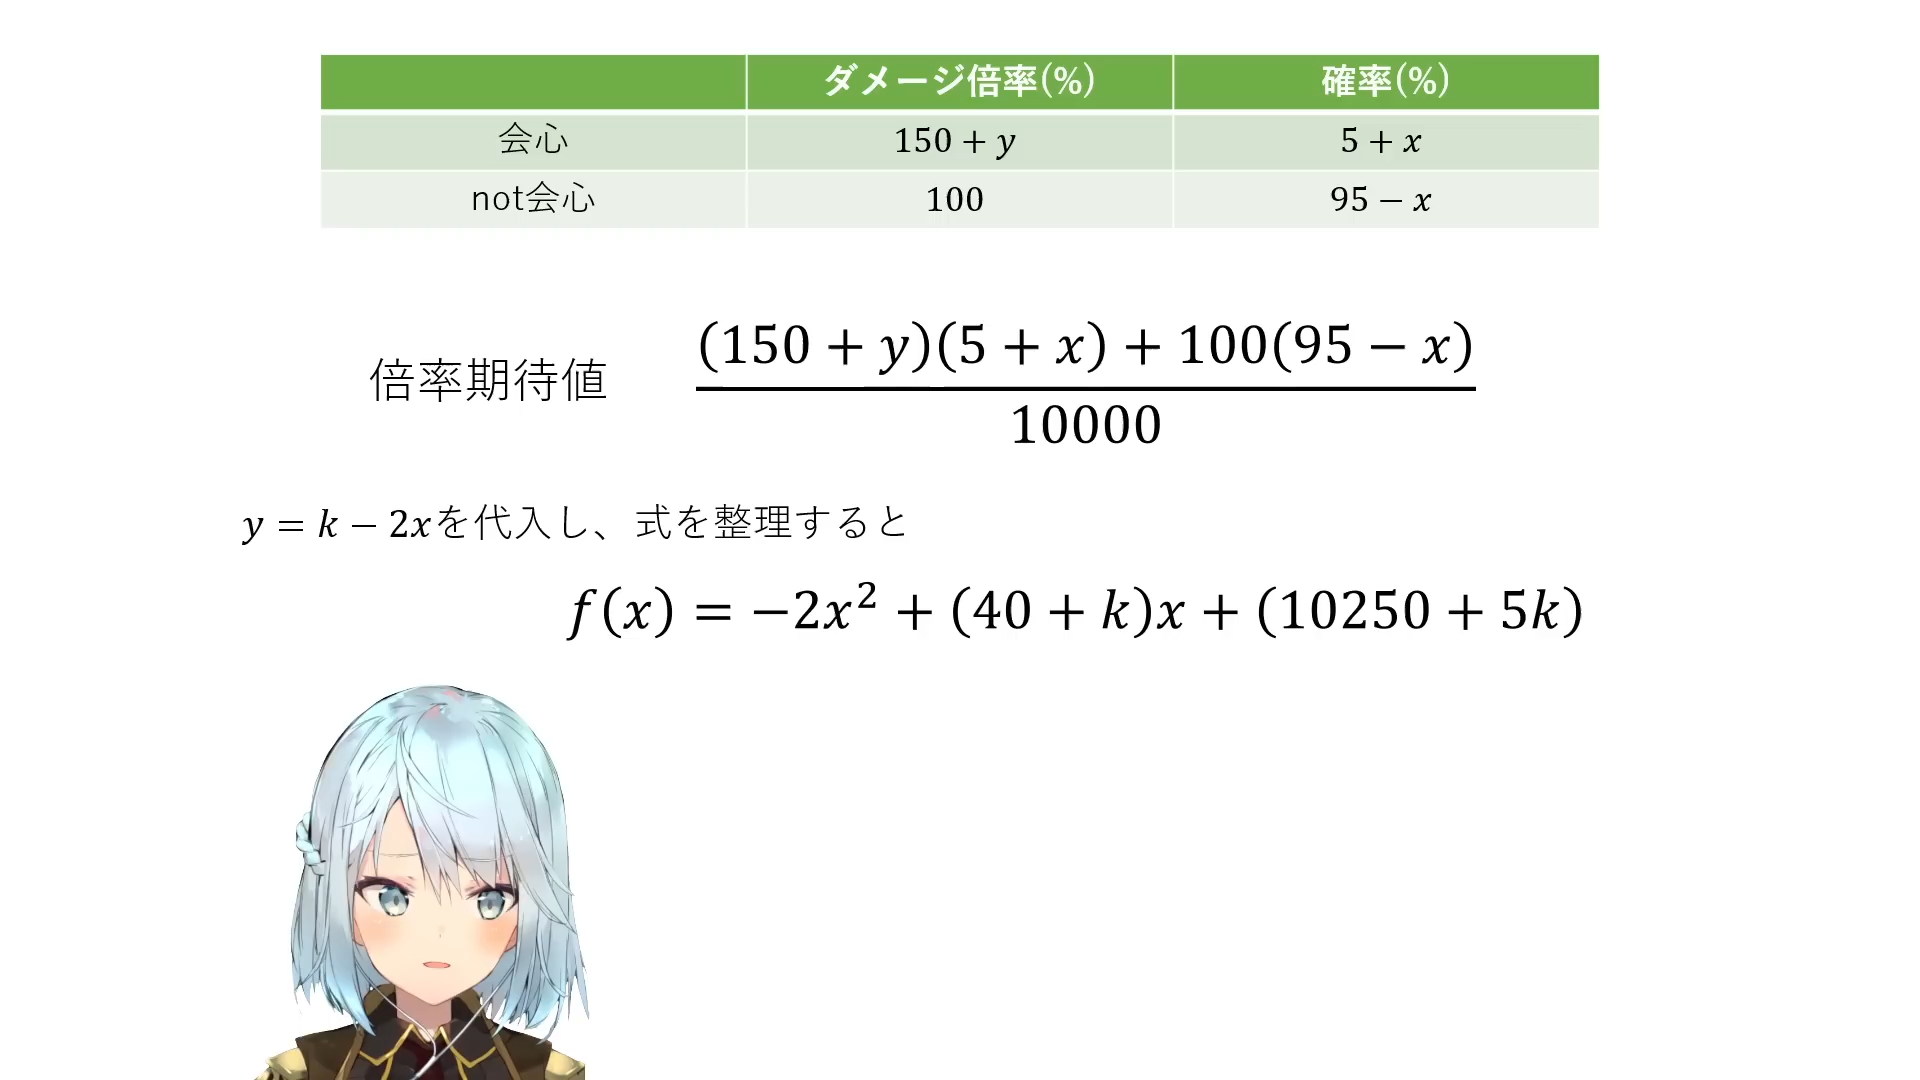 ダメージ倍率(%) 確率(%)
会心 150 + y 5 + x
not会心 100 95 − x
(150 + y)(5 + x) + 100(95 − x)
倍率期待値
10000
y = k − 2xを代入し、式を整理すると
f(x) = −2x² + (40 + k)x + (10250 + 5k)